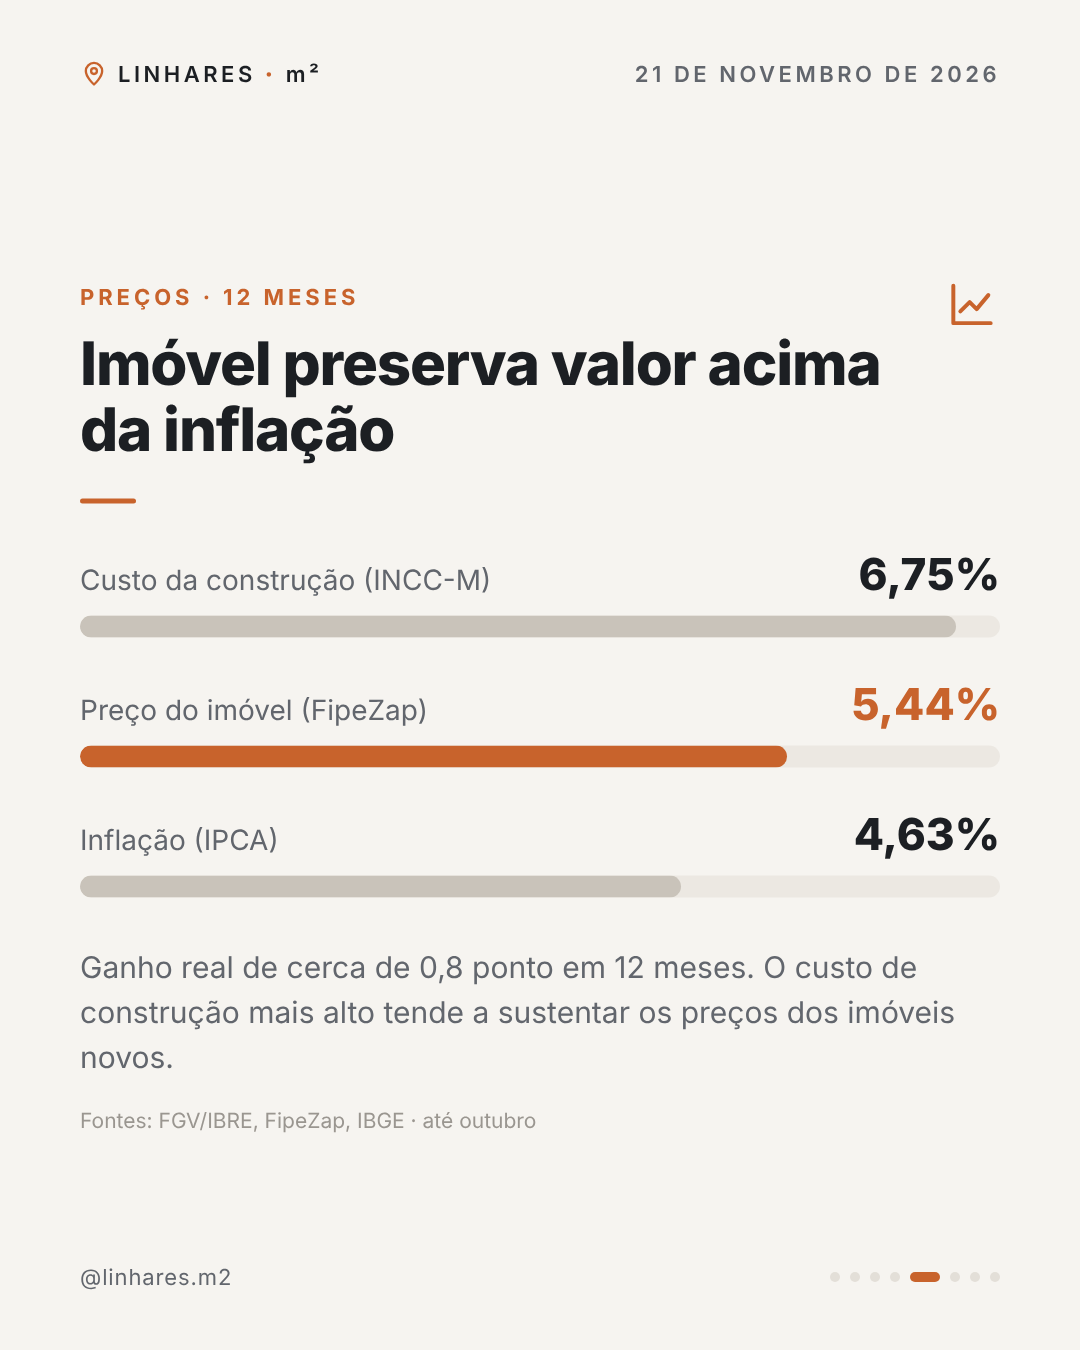 LINHARES · m²
21 DE NOVEMBRO DE 2026
PREÇOS · 12 MESES
Imóvel preserva valor acima
da inflação
Custo da construção (INCC-M)
6,75%
Preço do imóvel (FipeZap)
5,44%
Inflação (IPCA)
4,63%
Ganho real de cerca de 0,8 ponto em 12 meses. O custo de
construção mais alto tende a sustentar os preços dos imóveis
novos.
Fontes: FGV/IBRE, FipeZap, IBGE · até outubro
@linhares.m2